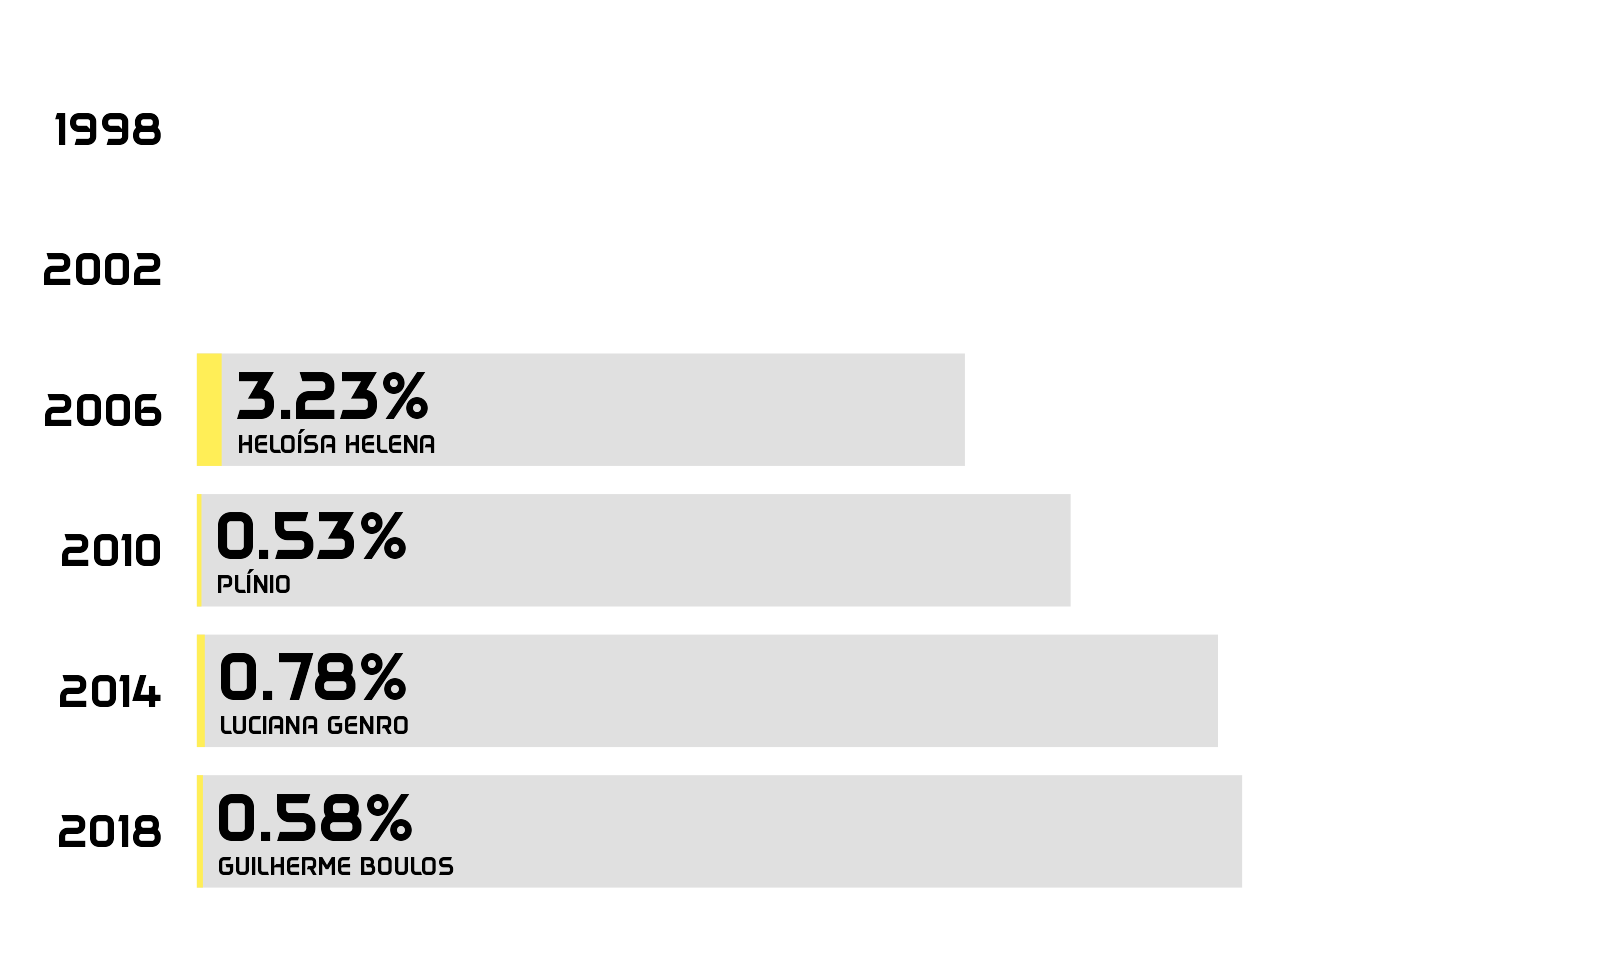 1998
2002
2006
3.23%
HELOÍSA HELENA
2010
0.53%
PLÍNIO
2014
0.78%
LUCIANA GENRO
2018
0.58%
GUILHERME BOULOS